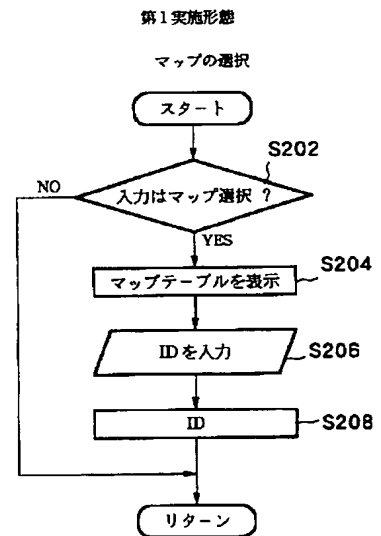 第1実施形態
マップの選択
スタート
S202
NO
入力はマップ選択 ?
YES
マップテーブルを表示
S204
IDを入力
S206
ID
S208
リターン